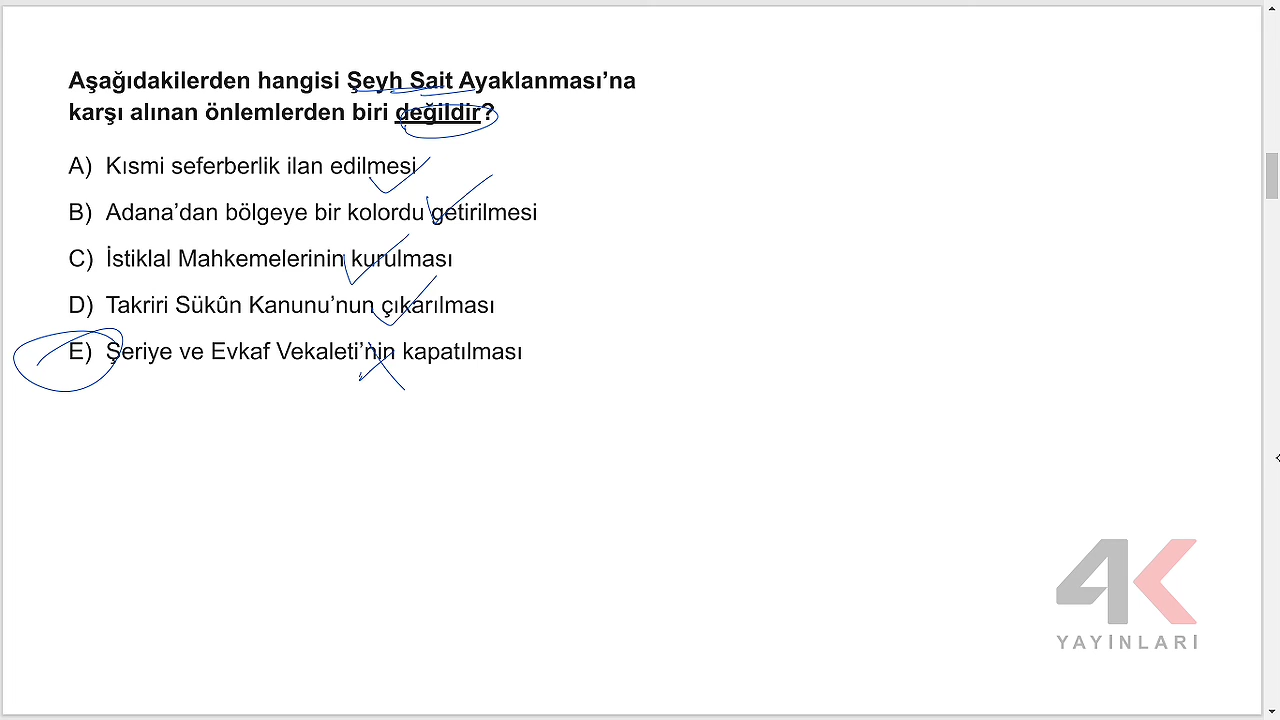 Aşağıdakilerden hangisi Şeyh Sait Ayaklanması’na
karşı alınan önlemlerden biri değildir?
A) Kısmi seferberlik ilan edilmesi
B) Adana’dan bölgeye bir kolordu getirilmesi
C) İstiklal Mahkemelerinin kurulması
D) Takriri Sükûn Kanunu’nun çıkarılması
E) Şeriye ve Evkaf Vekaleti’nin kapatılması
4K
YAYINLARI